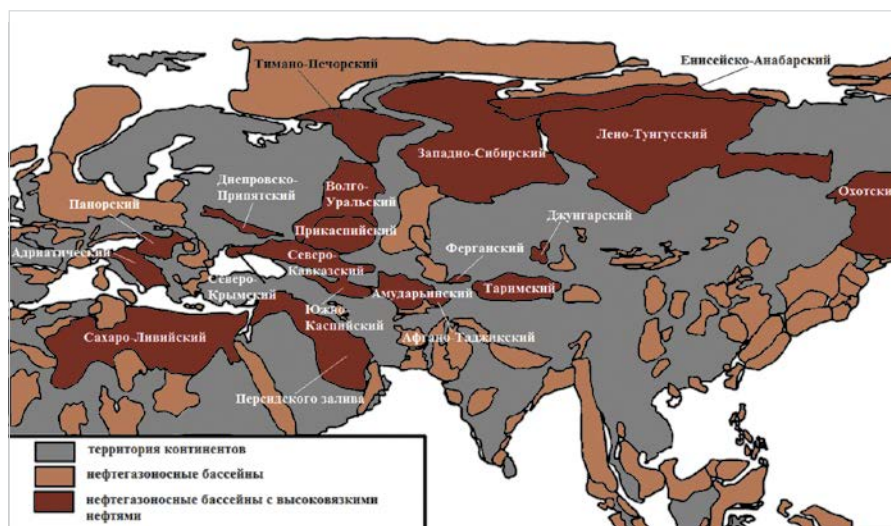 Тимано-Печорский
Енисейско-Анабарский
Лено-Тунгусский
Западно-Сибирский
Днепровско-
Припятский
Волго-
Уральский
Охотски
Панорский
Джунгарский
Прикаспийский
Адриатический
Ферганский
Северо-
Кавказский
Северо-
Крымский
Амударьинский
Таримский
Южно-
Каспийский
Сахаро-Ливийский
Афгано-Таджикский
Персидского залива
территория континентов
нефтегазоносные бассейны
нефтегазоносные бассейны с высоковязкими
нефтями